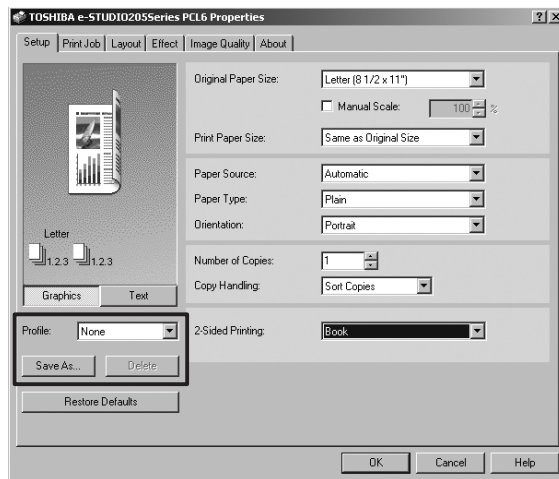 TOSHIBA e-STUDIO205Series PCL6 Properties
Setup Print Job Layout Effect Image Quality About
Original Paper Size: Letter (8 1/2 x 11")
Manual Scale: 100 %
Print Paper Size: Same as Original Size
Paper Source: Automatic
Paper Type: Plain
Orientation: Portrait
Letter
1.2.3 1.2.3
Number of Copies: 1
Copy Handling: Sort Copies
Graphics Text
Profile: None
2-Sided Printing: Book
Save As... Delete
Restore Defaults
OK Cancel Help